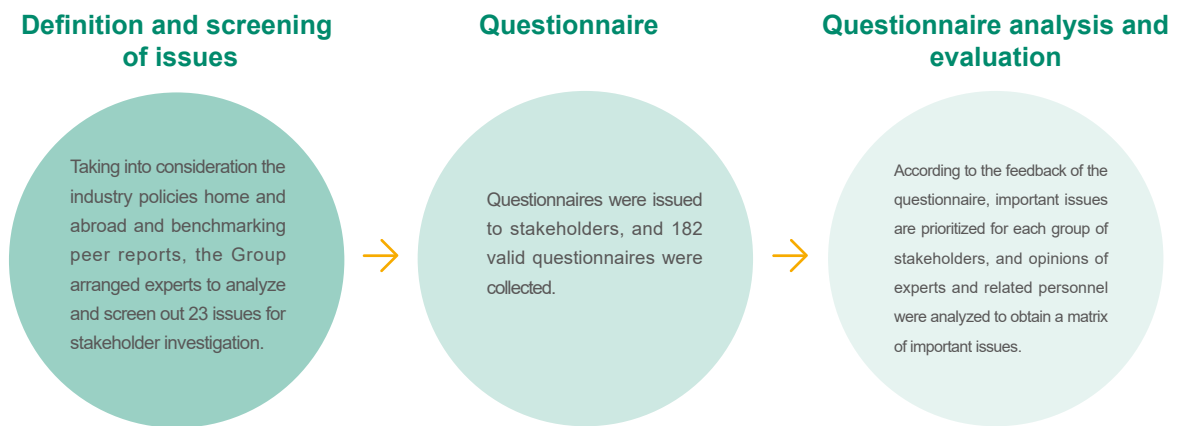 Definition and screening
of issues
Taking into consideration the
industry policies home and
abroad and benchmarking
peer reports, the Group
arranged experts to analyze
and screen out 23 issues for
stakeholder investigation.
Questionnaire
Questionnaires were issued
to stakeholders, and 182
valid questionnaires were
collected.
Questionnaire analysis and
evaluation
According to the feedback of the
questionnaire, important issues
are prioritized for each group of
stakeholders, and opinions of
experts and related personnel
were analyzed to obtain a matrix
of important issues.